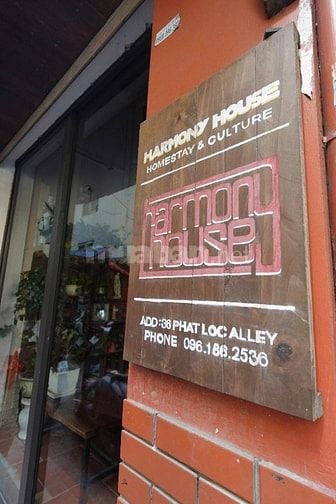 HARMONY HOUSE
HOMESTAY & CULTURE
harmony
house
ADD :36 PHAT LOC ALLEY
PHONE 096.186.2536